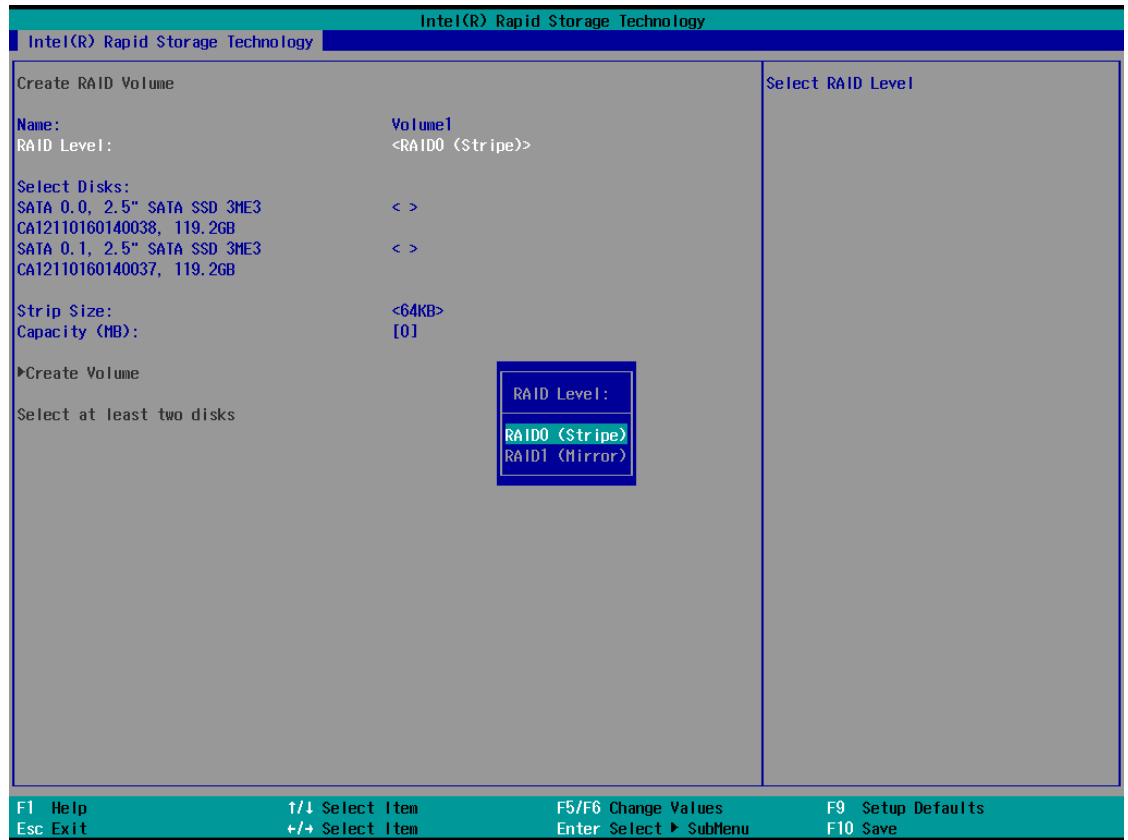 Intel(R) Rapid Storage Technology
Intel(R) Rapid Storage Technology
Create RAID Volume
Select RAID Level
Name: Volume1
RAID Level: <RAID0 (Stripe)>
Select Disks:
SATA 0.0, 2.5" SATA SSD 3ME3 < >
CA12110160140038, 119.2GB
SATA 0.1, 2.5" SATA SSD 3ME3 < >
CA12110160140037, 119.2GB
Strip Size: <64KB>
Capacity (MB): [0]
▶Create Volume
Select at least two disks
RAID Level:
RAID0 (Stripe)
RAID1 (Mirror)
F1 Help ↑/↓ Select Item F5/F6 Change Values F9 Setup Defaults
Esc Exit ←/→ Select Item Enter Select ▶ SubMenu F10 Save